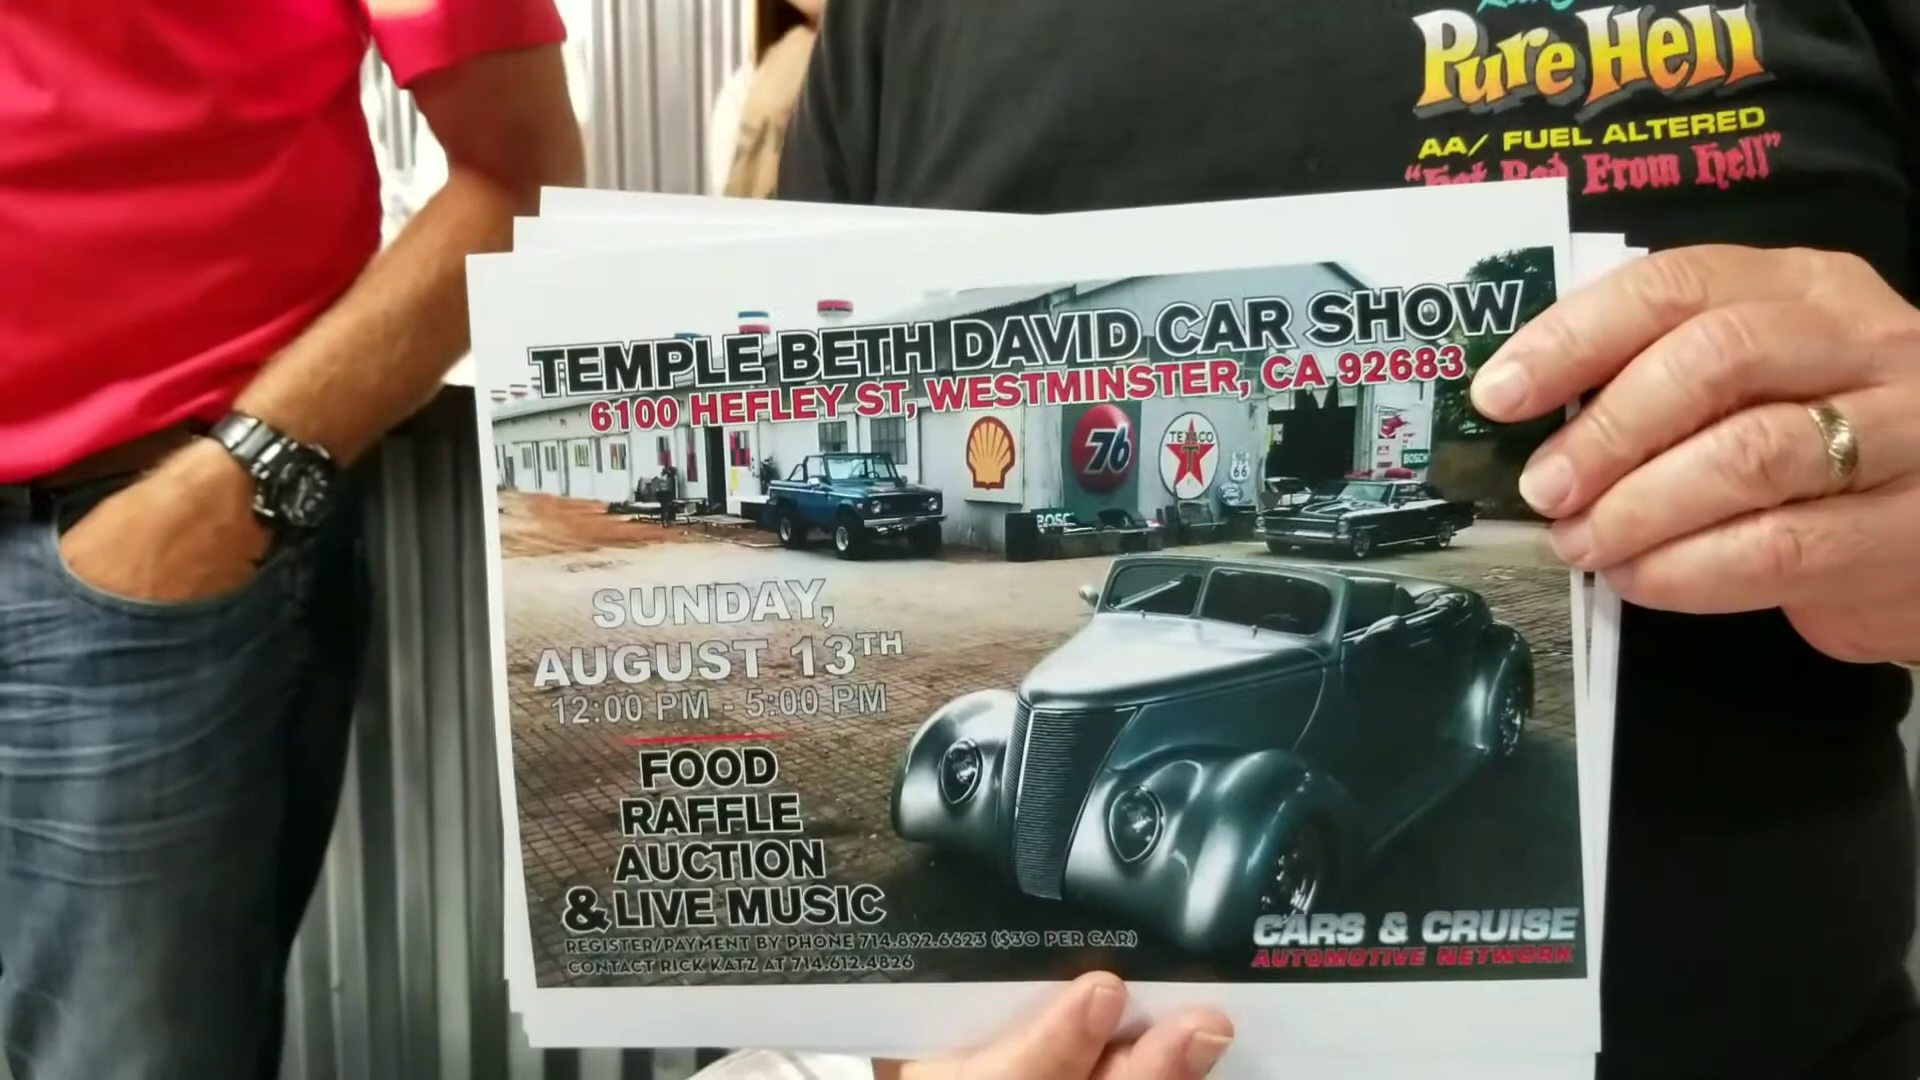 Pure Hell
AA/ FUEL ALTERED
"Hot Rod From Hell"
TEMPLE BETH DAVID CAR SHOW
6100 HEFLEY ST, WESTMINSTER, CA 92683
76
TEXACO
T
66
BOSCH
BOSC
SUNDAY,
AUGUST 13TH
12:00 PM - 5:00 PM
FOOD
RAFFLE
AUCTION
& LIVE MUSIC
REGISTER/PAYMENT BY PHONE 714.892.6623 ($30 PER CAR)
CONTACT RICK KATZ AT 714.612.4826
CARS & CRUISE
AUTOMOTIVE NETWORK